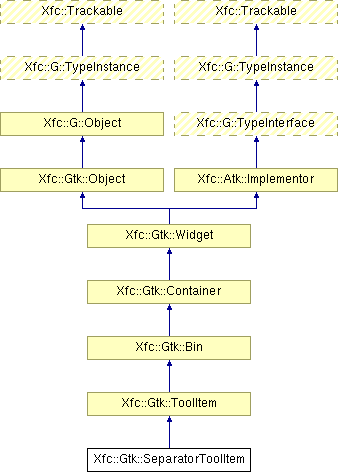 Xfc::Trackable Xfc::Trackable
Xfc::G::TypeInstance Xfc::G::TypeInstance
Xfc::G::Object Xfc::G::TypeInterface
Xfc::Gtk::Object Xfc::Atk::Implementor
Xfc::Gtk::Widget
Xfc::Gtk::Container
Xfc::Gtk::Bin
Xfc::Gtk::ToolItem
Xfc::Gtk::SeparatorToolItem